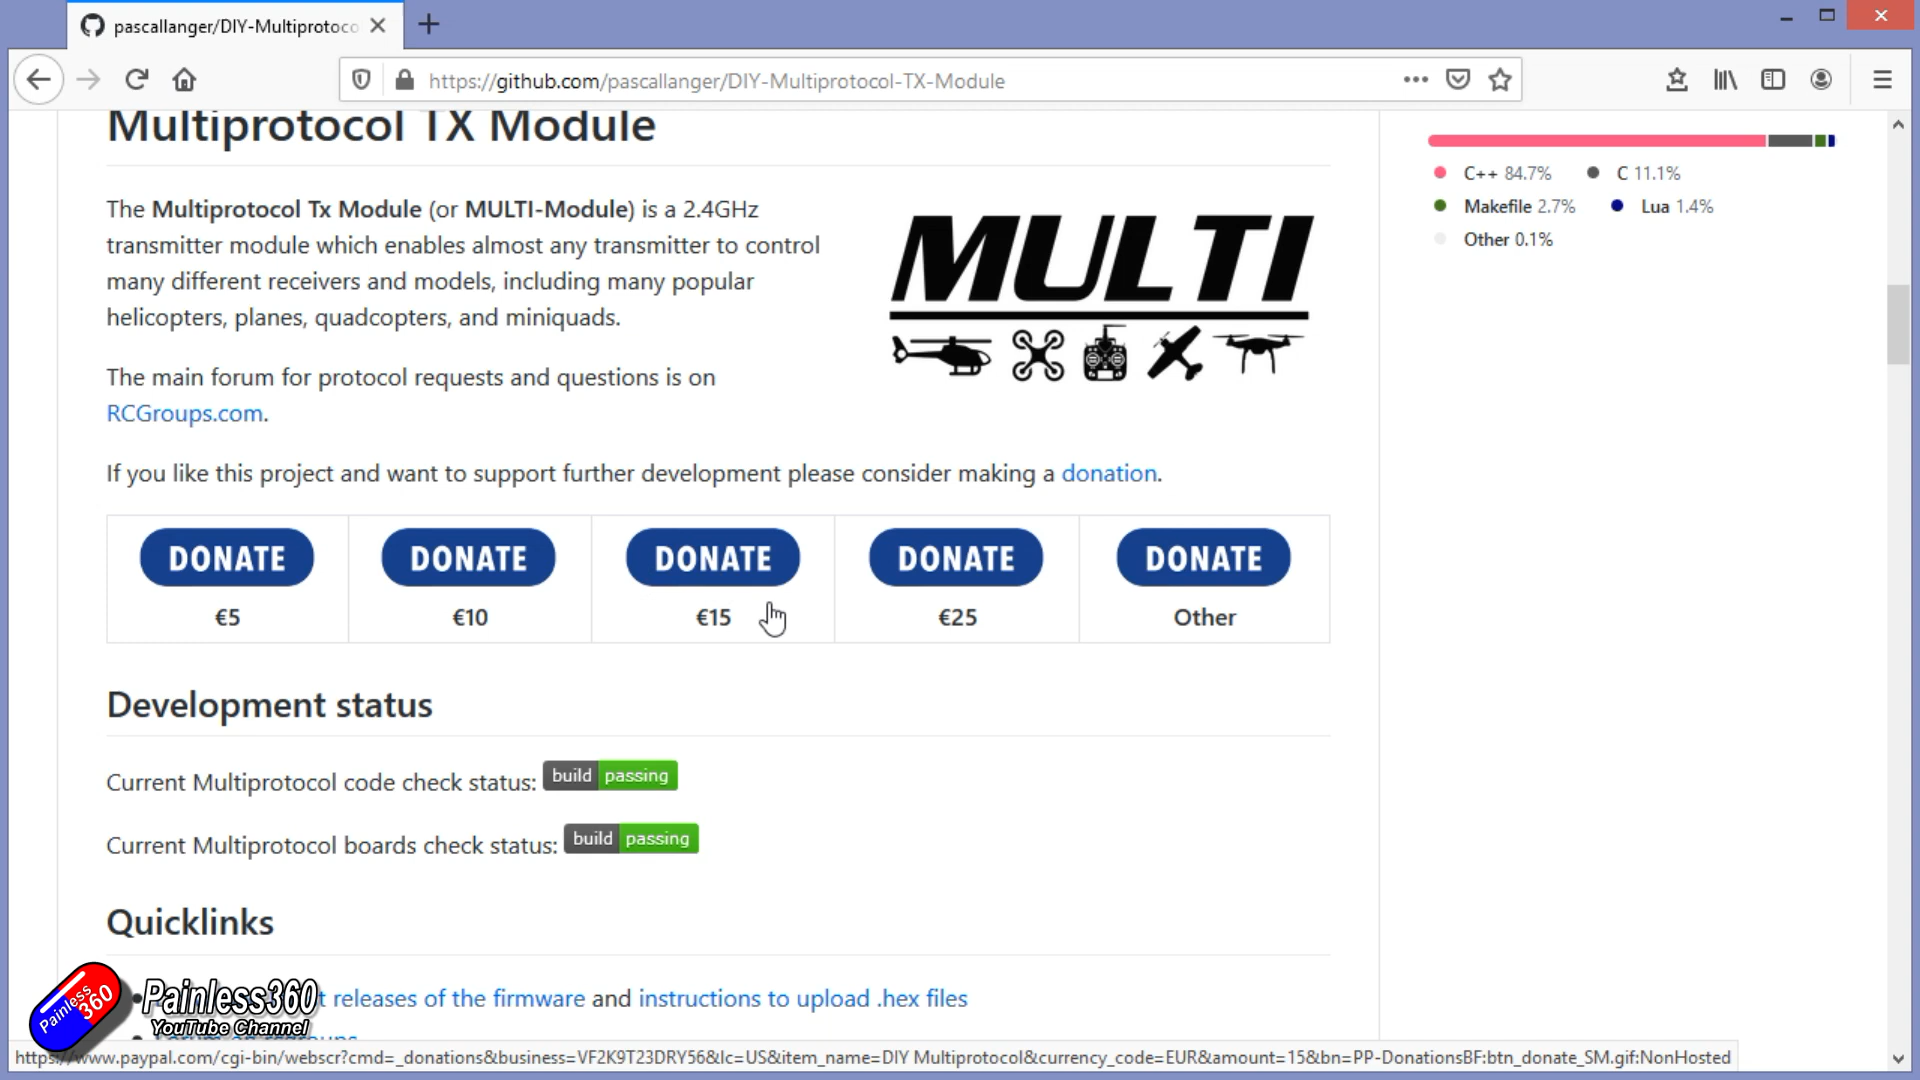 pascallanger/DIY-Multiprotoco
https://github.com/pascallanger/DIY-Multiprotocol-TX-Module
Multiprotocol TX Module
The Multiprotocol Tx Module (or MULTI-Module) is a 2.4GHz
transmitter module which enables almost any transmitter to control
many different receivers and models, including many popular
helicopters, planes, quadcopters, and miniquads.
MULTI
The main forum for protocol requests and questions is on
RCGroups.com.
If you like this project and want to support further development please consider making a donation.
DONATE DONATE DONATE DONATE DONATE
€5 €10 €15 €25 Other
Development status
Current Multiprotocol code check status: build passing
Current Multiprotocol boards check status: build passing
Quicklinks
t releases of the firmware and instructions to upload .hex files
C++ 84.7% C 11.1%
Makefile 2.7% Lua 1.4%
Other 0.1%
Painless 360
Painless360
YouTube Channel
https://www.paypal.com/cgi-bin/webscr?cmd=_donations&business=VF2K9T23DRY56&lc=US&item_name=DIY Multiprotocol&currency_code=EUR&amount=15&bn=PP-DonationsBF:btn_donate_SM.gif:NonHosted